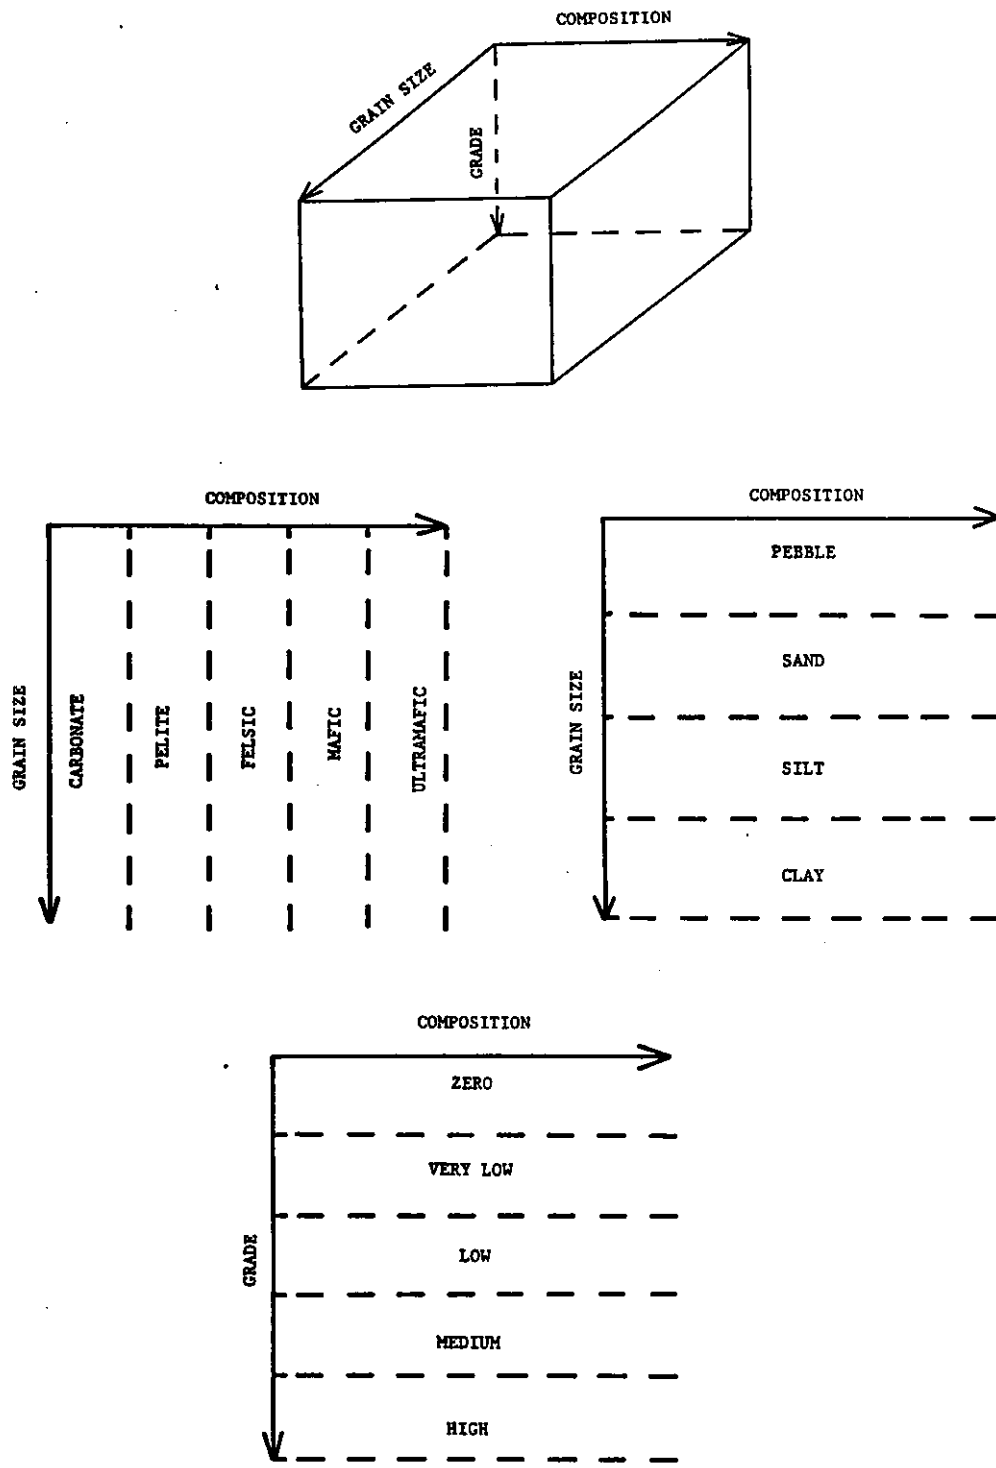 COMPOSITION
GRAIN SIZE
GRADE
COMPOSITION
GRAIN SIZE
CARBONATE
PELITE
FELSIC
MAFIC
ULTRAMAFIC
COMPOSITION
GRAIN SIZE
PEBBLE
SAND
SILT
CLAY
COMPOSITION
GRADE
ZERO
VERY LOW
LOW
MEDIUM
HIGH